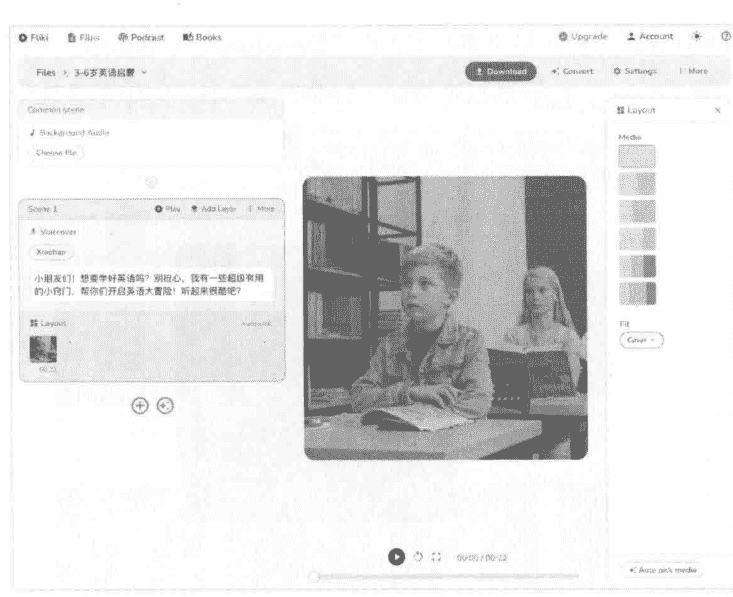 Fliki Files Podcast Books Upgrade Account
Files > 3-6岁英语启蒙 Download Convert Settings More
Common scene
Background Audio
Choose file
Scene 1 Play Add Layer More
Voiceover
Xiaohan
小朋友们！想要学好英语吗？别担心，我有一些超级有用
的小窍门，帮你们开启英语大冒险！听起来很酷吧？
Layout
00:22
00:00 / 00:22
Layout
Media
Fit
Cover
Auto pick media